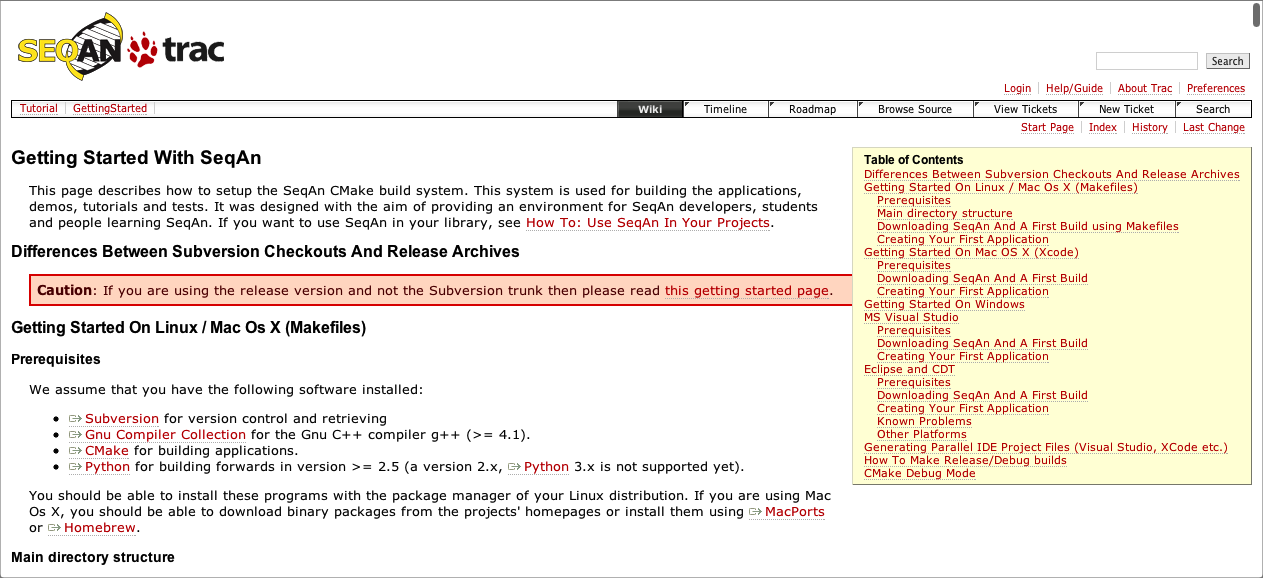 SEQAN trac
Search
Login Help/Guide About Trac Preferences
Tutorial GettingStarted Wiki Timeline Roadmap Browse Source View Tickets New Ticket Search
Start Page Index History Last Change
Getting Started With SeqAn
This page describes how to setup the SeqAn CMake build system. This system is used for building the applications,
demos, tutorials and tests. It was designed with the aim of providing an environment for SeqAn developers, students
and people learning SeqAn. If you want to use SeqAn in your library, see How To: Use SeqAn In Your Projects.
Differences Between Subversion Checkouts And Release Archives
Caution: If you are using the release version and not the Subversion trunk then please read this getting started page.
Getting Started On Linux / Mac Os X (Makefiles)
Prerequisites
We assume that you have the following software installed:
• Subversion for version control and retrieving
• Gnu Compiler Collection for the Gnu C++ compiler g++ (>= 4.1).
• CMake for building applications.
• Python for building forwards in version >= 2.5 (a version 2.x, Python 3.x is not supported yet).
You should be able to install these programs with the package manager of your Linux distribution. If you are using Mac
Os X, you should be able to download binary packages from the projects' homepages or install them using MacPorts
or Homebrew.
Main directory structure
Table of Contents
Differences Between Subversion Checkouts And Release Archives
Getting Started On Linux / Mac Os X (Makefiles)
Prerequisites
Main directory structure
Downloading SeqAn And A First Build using Makefiles
Creating Your First Application
Getting Started On Mac OS X (Xcode)
Prerequisites
Downloading SeqAn And A First Build
Creating Your First Application
Getting Started On Windows
MS Visual Studio
Prerequisites
Downloading SeqAn And A First Build
Creating Your First Application
Eclipse and CDT
Prerequisites
Downloading SeqAn And A First Build
Creating Your First Application
Known Problems
Other Platforms
Generating Parallel IDE Project Files (Visual Studio, XCode etc.)
How To Make Release/Debug builds
CMake Debug Mode